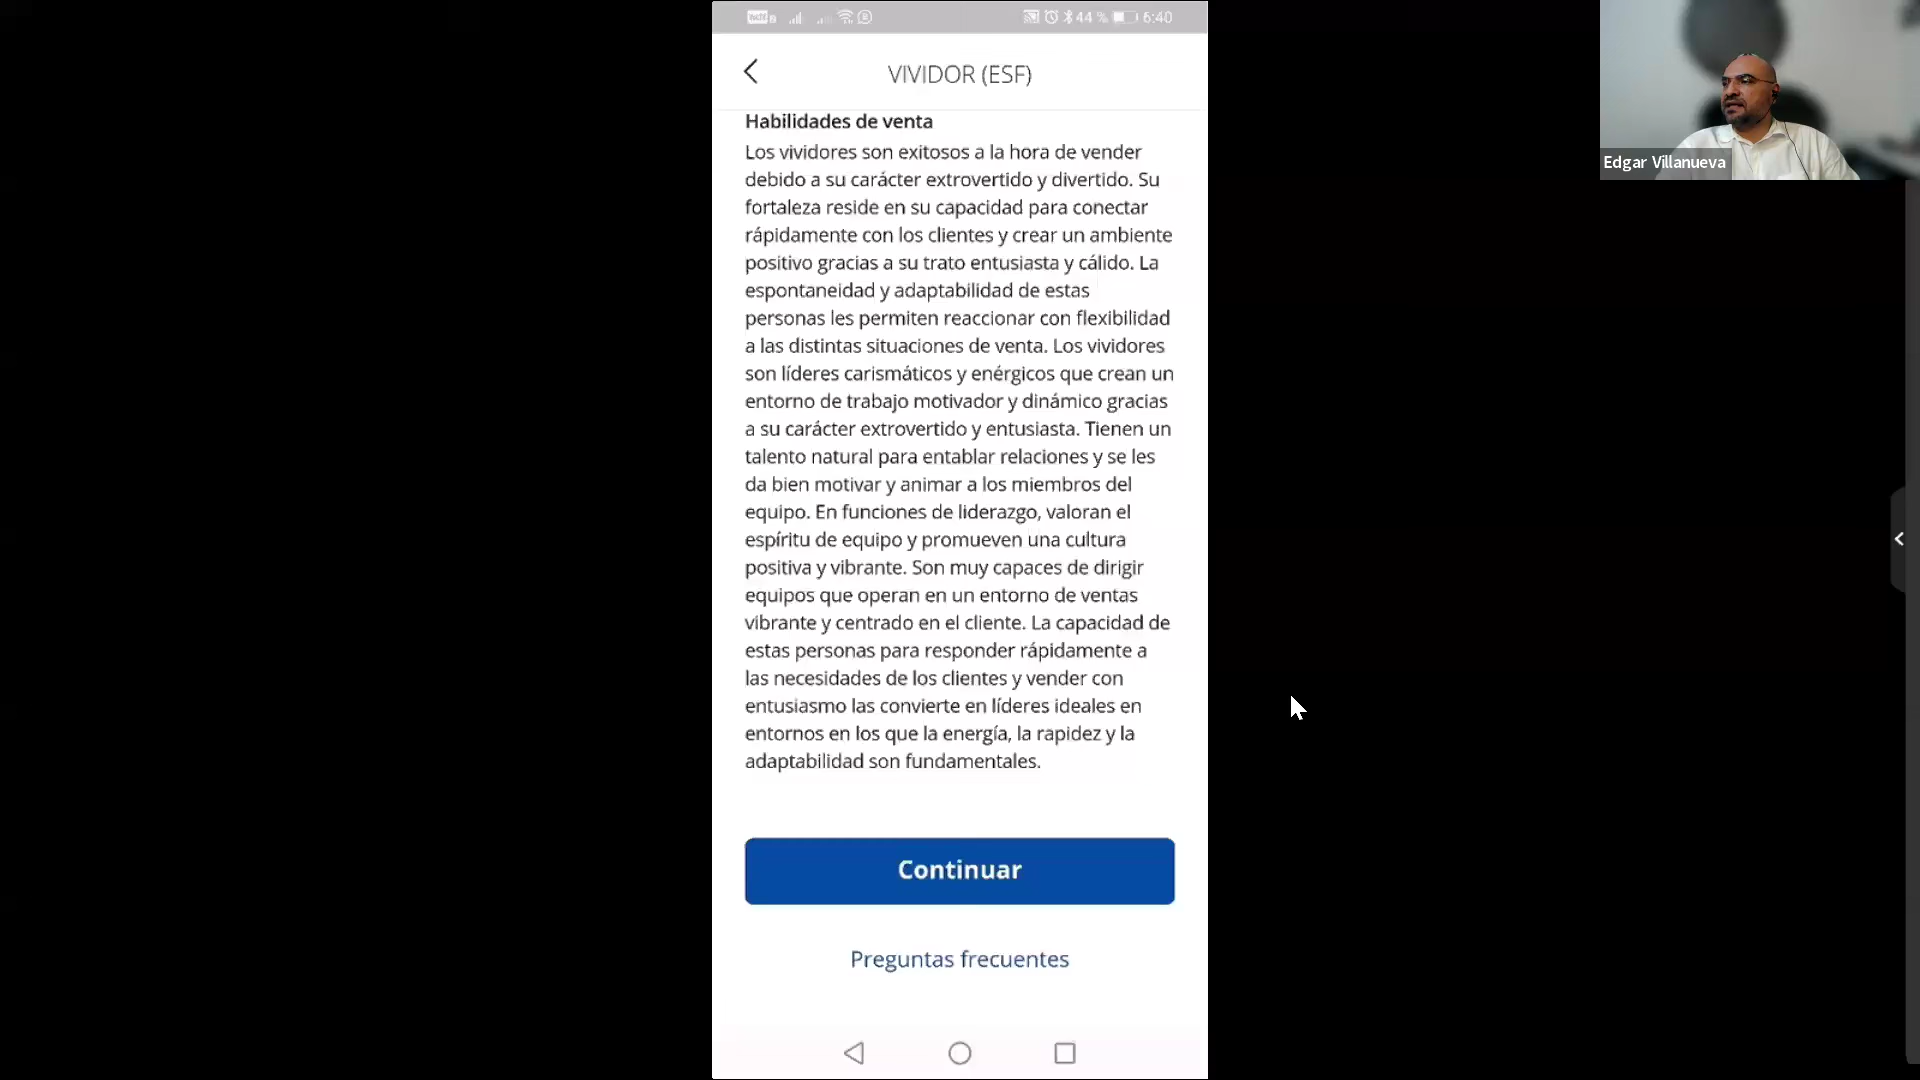 44 % 6:40
VIVIDOR (ESF)
Edgar Villanueva
Habilidades de venta
Los vividores son exitosos a la hora de vender
debido a su carácter extrovertido y divertido. Su
fortaleza reside en su capacidad para conectar
rápidamente con los clientes y crear un ambiente
positivo gracias a su trato entusiasta y cálido. La
espontaneidad y adaptabilidad de estas
personas les permiten reaccionar con flexibilidad
a las distintas situaciones de venta. Los vividores
son líderes carismáticos y enérgicos que crean un
entorno de trabajo motivador y dinámico gracias
a su carácter extrovertido y entusiasta. Tienen un
talento natural para entablar relaciones y se les
da bien motivar y animar a los miembros del
equipo. En funciones de liderazgo, valoran el
espíritu de equipo y promueven una cultura
positiva y vibrante. Son muy capaces de dirigir
equipos que operan en un entorno de ventas
vibrante y centrado en el cliente. La capacidad de
estas personas para responder rápidamente a
las necesidades de los clientes y vender con
entusiasmo las convierte en líderes ideales en
entornos en los que la energía, la rapidez y la
adaptabilidad son fundamentales.
Continuar
Preguntas frecuentes